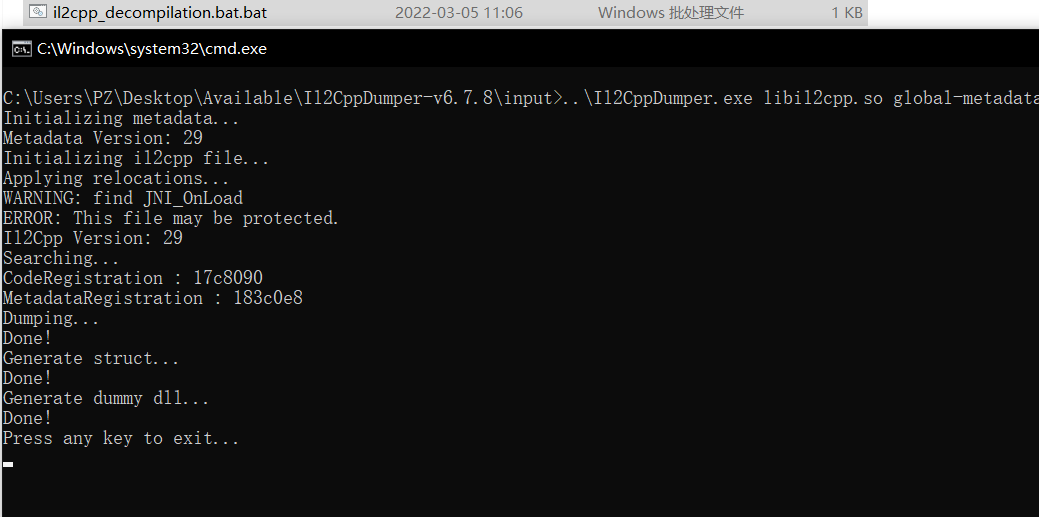 il2cpp_decompilation.bat.bat 2022-03-05 11:06 Windows 批处理文件 1 KB
C:\Windows\system32\cmd.exe
C:\Users\PZ\Desktop\Available\Il2CppDumper-v6.7.8\input>..\Il2CppDumper.exe libil2cpp.so global-metadata
Initializing metadata...
Metadata Version: 29
Initializing il2cpp file...
Applying relocations...
WARNING: find JNI_OnLoad
ERROR: This file may be protected.
Il2Cpp Version: 29
Searching...
CodeRegistration : 17c8090
MetadataRegistration : 183c0e8
Dumping...
Done!
Generate struct...
Done!
Generate dummy dll...
Done!
Press any key to exit...